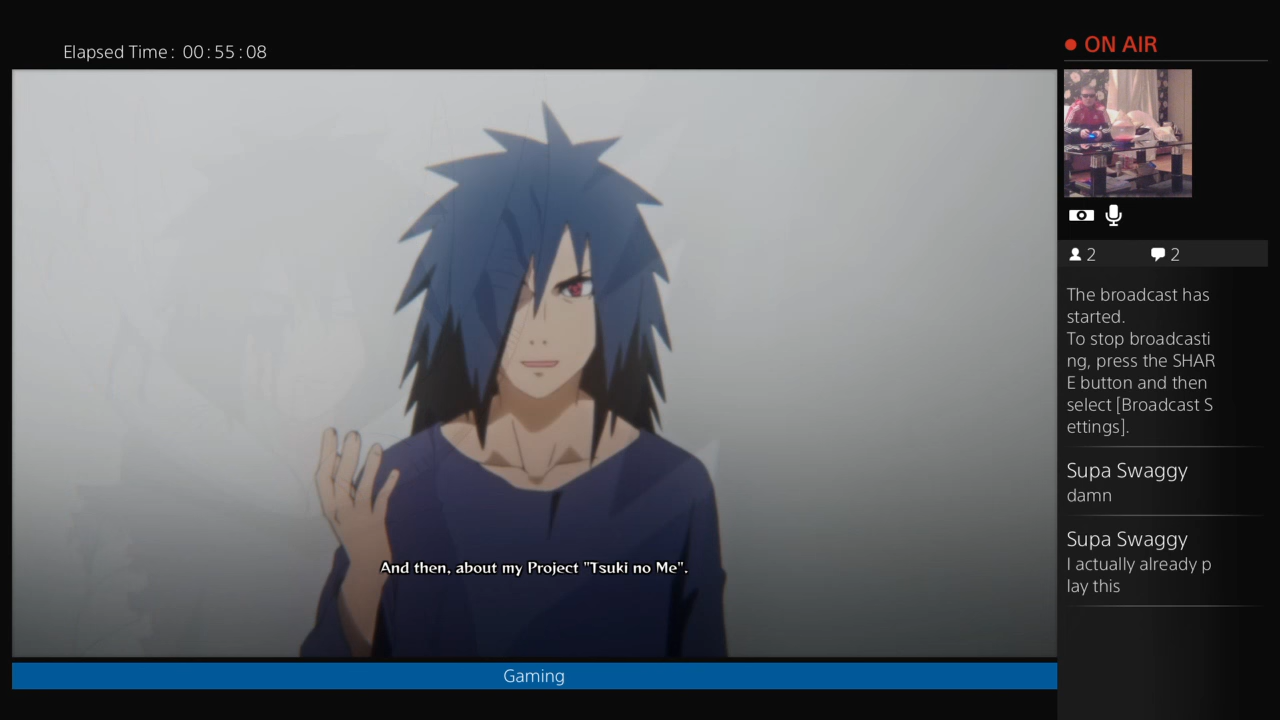 Elapsed Time: 00:55:08
ON AIR
2
2
The broadcast has
started.
To stop broadcasti
ng, press the SHAR
E button and then
select [Broadcast S
ettings].
Supa Swaggy
damn
Supa Swaggy
I actually already p
lay this
And then, about my Project "Tsuki no Me".
Gaming